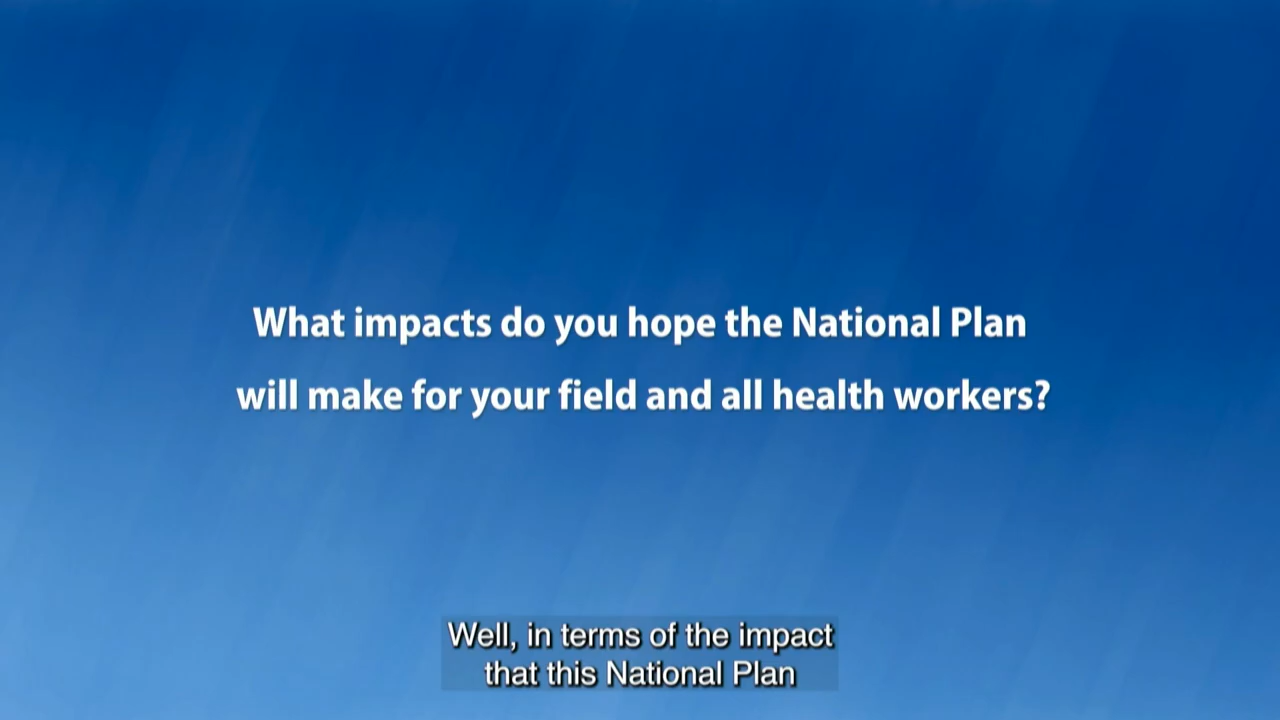 What impacts do you hope the National Plan
will make for your field and all health workers?
Well, in terms of the impact
that this National Plan